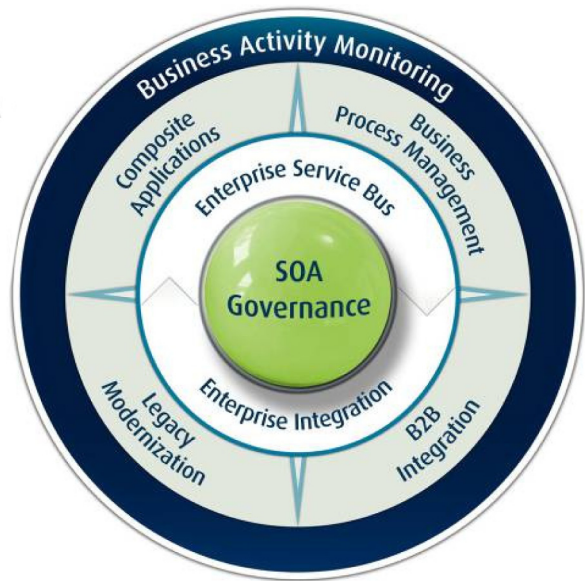 Business Activity Monitoring
Composite
Applications
Business
Process Management
Enterprise Service Bus
SOA
Governance
Enterprise Integration
Legacy
Modernization
B2B
Integration